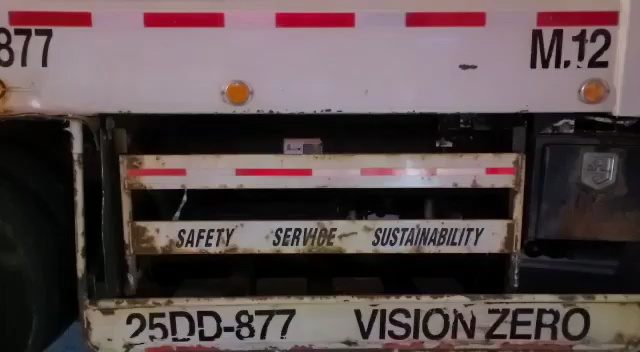 877 M.12
SAFETY SERVICE SUSTAINABILITY
25DD-877 VISION ZERO